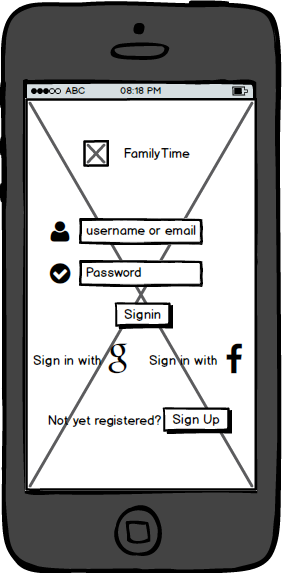 ABC 08:18 PM
FamilyTime
username or email
Password
Signin
Sign in with g Sign in with f
Not yet registered? Sign Up